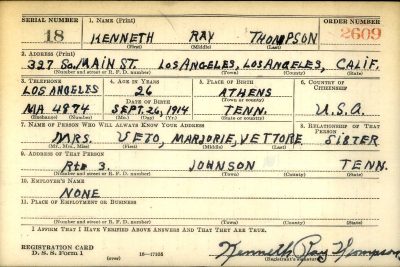 SERIAL NUMBER 1. NAME (Print) ORDER NUMBER
18 KENNETH RAY THOMPSON 2609
(First) (Middle) (Last)
2. ADDRESS (Print)
327 So. MAIN ST. LOS ANGELES, LOS ANGELES, CALIF.
(Number and street or R. F. D. number) (Town) (County) (State)
3. TELEPHONE 4. AGE IN YEARS 5. PLACE OF BIRTH 6. COUNTRY OF CITIZENSHIP
LOS ANGELES 26 ATHENS
DATE OF BIRTH (Town or county)
MA 4874 SEPT. 26, 1914 TENN. U.S.A.
(Exchange) (Number) (Mo.) (Day) (Yr.) (State or country)
7. NAME OF PERSON WHO WILL ALWAYS KNOW YOUR ADDRESS 8. RELATIONSHIP OF THAT PERSON
MRS. VETO, MARJORIE, VETTORE SISTER
(Mr., Mrs., Miss) (First) (Middle) (Last)
9. ADDRESS OF THAT PERSON
Rte 3. JOHNSON TENN.
(Number and street or R. F. D. number) (Town) (County) (State)
10. EMPLOYER'S NAME
NONE
11. PLACE OF EMPLOYMENT OR BUSINESS
(Number and street or R. F. D. number) (Town) (County) (State)
I AFFIRM THAT I HAVE VERIFIED ABOVE ANSWERS AND THAT THEY ARE TRUE.
REGISTRATION CARD
D. S. S. Form 1 (over) 16—17105 Kenneth Ray Thompson
(Registrant's signature)